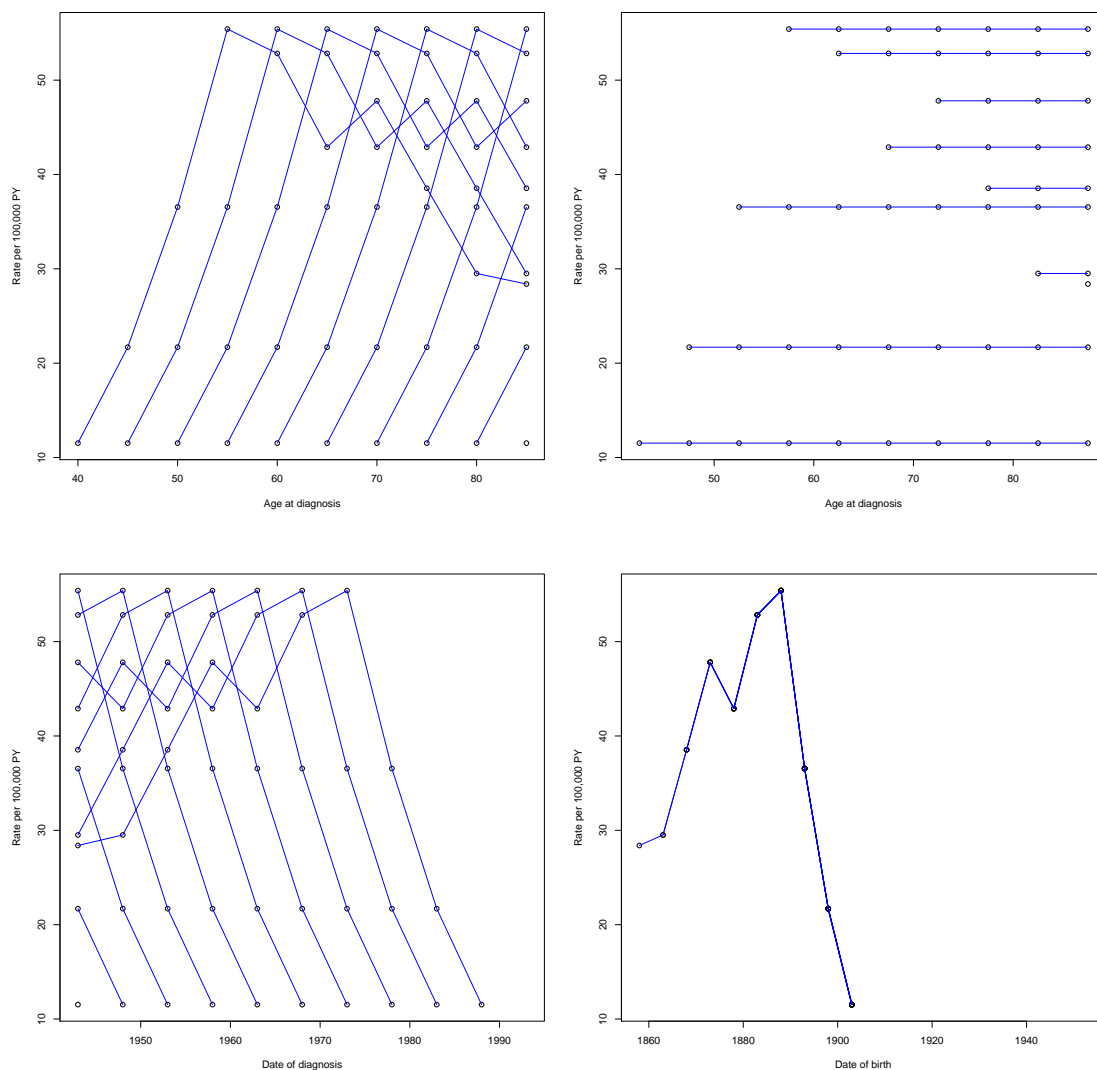 50
40
30
20
10
Rate per 100,000 PY
40 50 60 70 80
Age at diagnosis
50
40
30
20
10
Rate per 100,000 PY
50 60 70 80
Age at diagnosis
50
40
30
20
10
Rate per 100,000 PY
1950 1960 1970 1980 1990
Date of diagnosis
50
40
30
20
10
Rate per 100,000 PY
1860 1880 1900 1920 1940
Date of birth